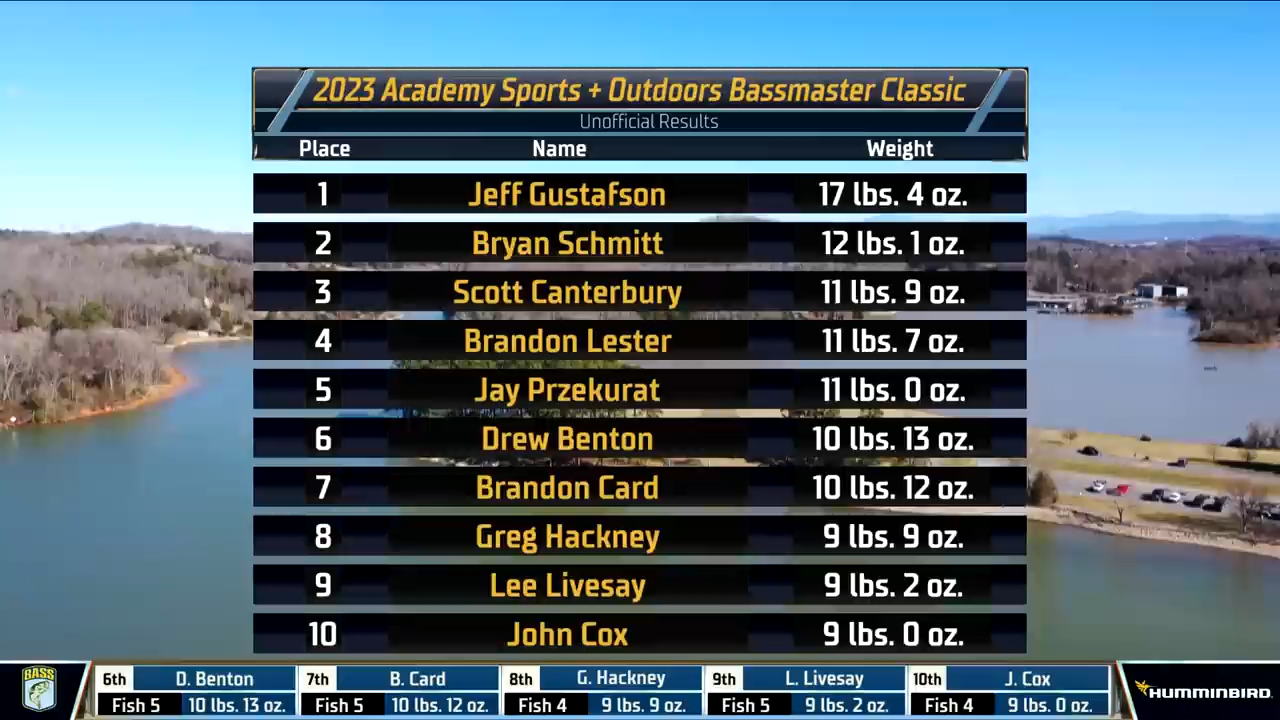 2023 Academy Sports + Outdoors Bassmaster Classic
Unofficial Results
Place Name Weight
1 Jeff Gustafson 17 lbs. 4 oz.
2 Bryan Schmitt 12 lbs. 1 oz.
3 Scott Canterbury 11 lbs. 9 oz.
4 Brandon Lester 11 lbs. 7 oz.
5 Jay Przekurat 11 lbs. 0 oz.
6 Drew Benton 10 lbs. 13 oz.
7 Brandon Card 10 lbs. 12 oz.
8 Greg Hackney 9 lbs. 9 oz.
9 Lee Livesay 9 lbs. 2 oz.
10 John Cox 9 lbs. 0 oz.
BASS
6th D. Benton
Fish 5 10 lbs. 13 oz.
7th B. Card
Fish 5 10 lbs. 12 oz.
8th G. Hackney
Fish 4 9 lbs. 9 oz.
9th L. Livesay
Fish 5 9 lbs. 2 oz.
10th J. Cox
Fish 4 9 lbs. 0 oz.
HUMMINBIRD